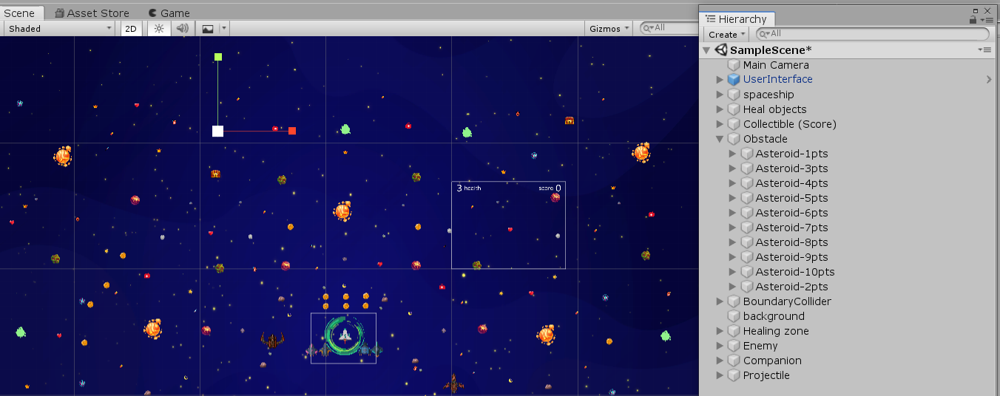 Scene Asset Store Game
Shaded 2D Gizmos All
3 health score 0
Hierarchy
Create All
SampleScene*
Main Camera
UserInterface
spaceship
Heal objects
Collectible (Score)
Obstacle
Asteroid-1pts
Asteroid-3pts
Asteroid-4pts
Asteroid-5pts
Asteroid-6pts
Asteroid-7pts
Asteroid-8pts
Asteroid-9pts
Asteroid-10pts
Asteroid-2pts
BoundaryCollider
background
Healing zone
Enemy
Companion
Projectile